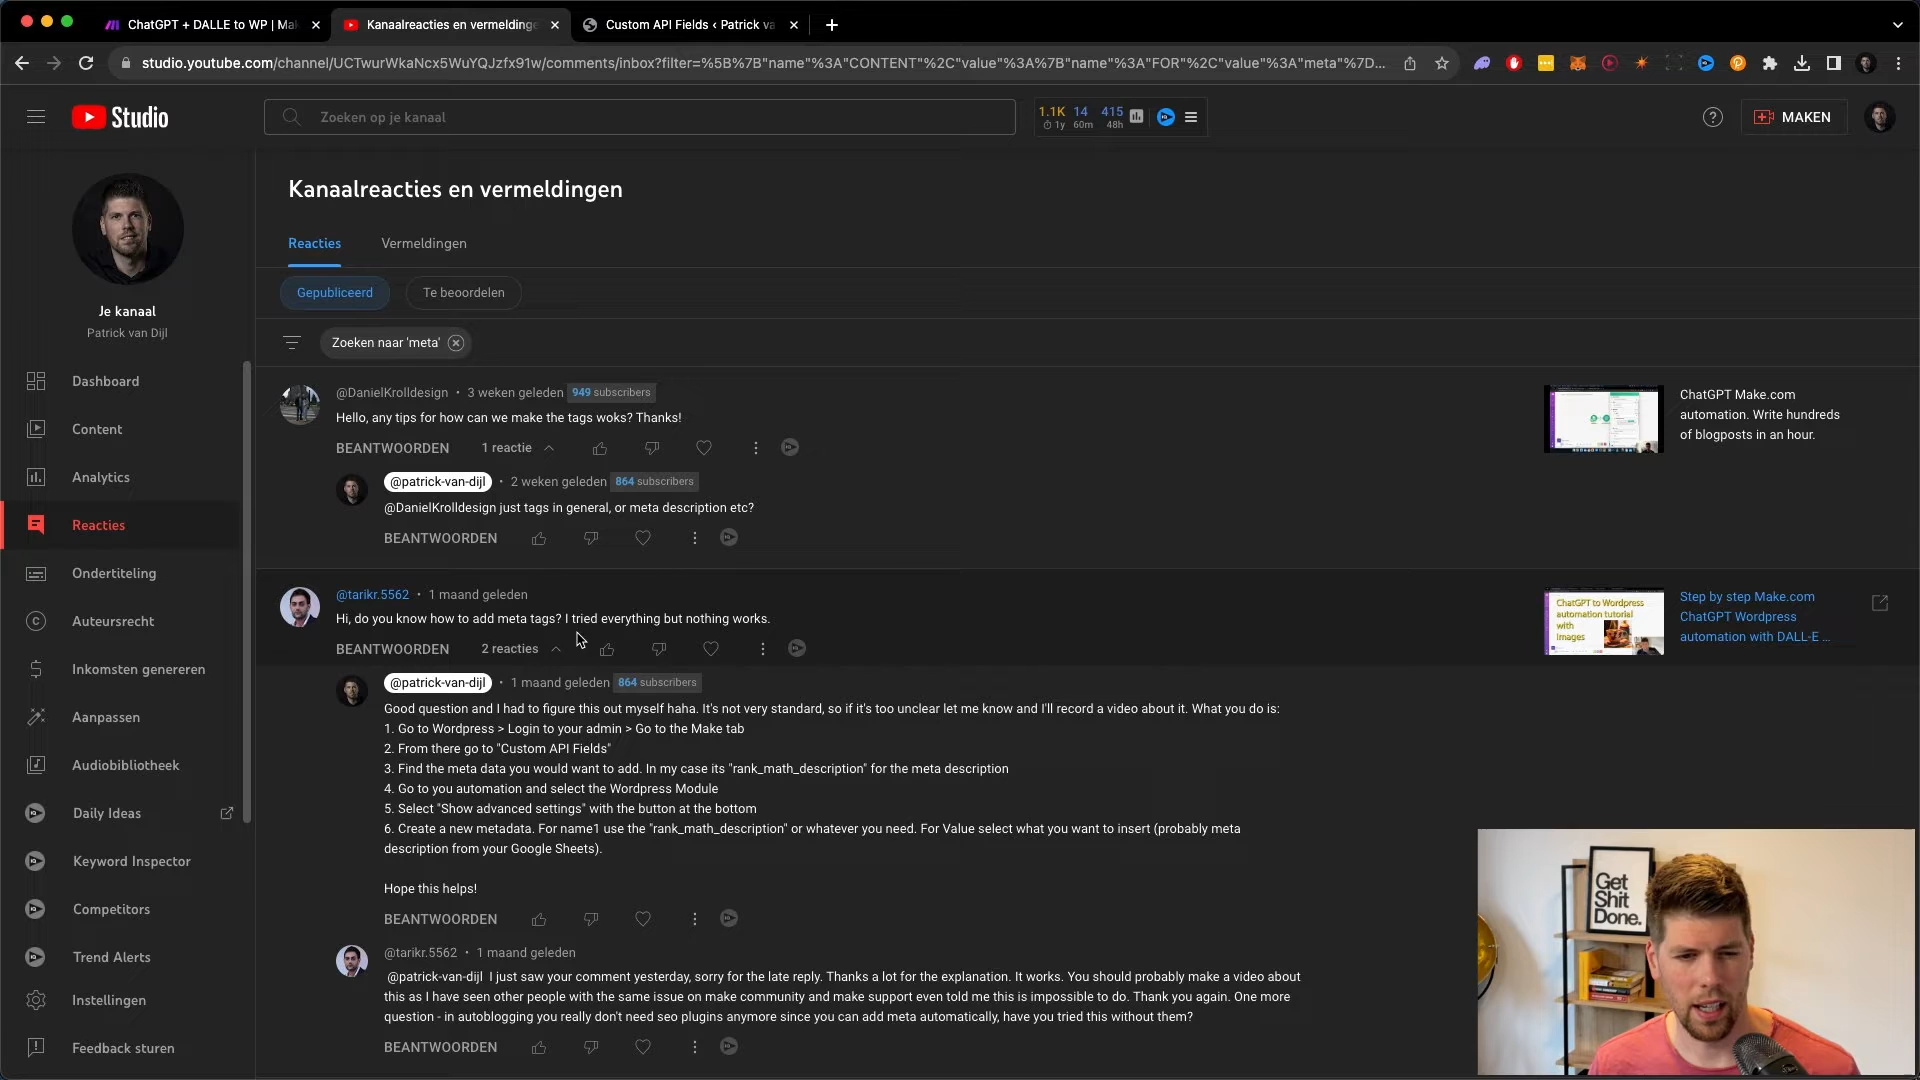 ChatGPT + DALLE to WP | Mak
Kanaalreacties en vermeldinge
Custom API Fields ‹ Patrick va
studio.youtube.com/channel/UCTwurWkaNcx5WuYQJzfx91w/comments/inbox?filter=%5B%7B"name"%3A"CONTENT"%2C"value"%3A%7B"name"%3A"FOR"%2C"value"%3A"meta"%7D...
Studio
Zoeken op je kanaal
1.1K 14 415
1y 60m 48h
MAKEN
Je kanaal
Patrick van Dijl
Dashboard
Content
Analytics
Reacties
Ondertiteling
Auteursrecht
Inkomsten genereren
Aanpassen
Audiobibliotheek
Daily Ideas
Keyword Inspector
Competitors
Trend Alerts
Instellingen
Feedback sturen
Kanaalreacties en vermeldingen
Reacties Vermeldingen
Gepubliceerd Te beoordelen
Zoeken naar 'meta'
@DanielKrolldesign • 3 weken geleden 949 subscribers
Hello, any tips for how can we make the tags woks? Thanks!
BEANTWOORDEN 1 reactie
@patrick-van-dijl • 2 weken geleden 864 subscribers
@DanielKrolldesign just tags in general, or meta description etc?
BEANTWOORDEN
ChatGPT Make.com
automation. Write hundreds
of blogposts in an hour.
@tarikr.5562 • 1 maand geleden
Hi, do you know how to add meta tags? I tried everything but nothing works.
BEANTWOORDEN 2 reacties
ChatGPT to Wordpress
automation tutorial
with
Images
Step by step Make.com
ChatGPT Wordpress
automation with DALL-E ...
@patrick-van-dijl • 1 maand geleden 864 subscribers
Good question and I had to figure this out myself haha. It's not very standard, so if it's too unclear let me know and I'll record a video about it. What you do is:
1. Go to Wordpress > Login to your admin > Go to the Make tab
2. From there go to "Custom API Fields"
3. Find the meta data you would want to add. In my case its "rank_math_description" for the meta description
4. Go to you automation and select the Wordpress Module
5. Select "Show advanced settings" with the button at the bottom
6. Create a new metadata. For name1 use the "rank_math_description" or whatever you need. For Value select what you want to insert (probably meta
description from your Google Sheets).
Hope this helps!
BEANTWOORDEN
@tarikr.5562 • 1 maand geleden
@patrick-van-dijl I just saw your comment yesterday, sorry for the late reply. Thanks a lot for the explanation. It works. You should probably make a video about
this as I have seen other people with the same issue on make community and make support even told me this is impossible to do. Thank you again. One more
question - in autoblogging you really don't need seo plugins anymore since you can add meta automatically, have you tried this without them?
BEANTWOORDEN
Get
Shit
Done.